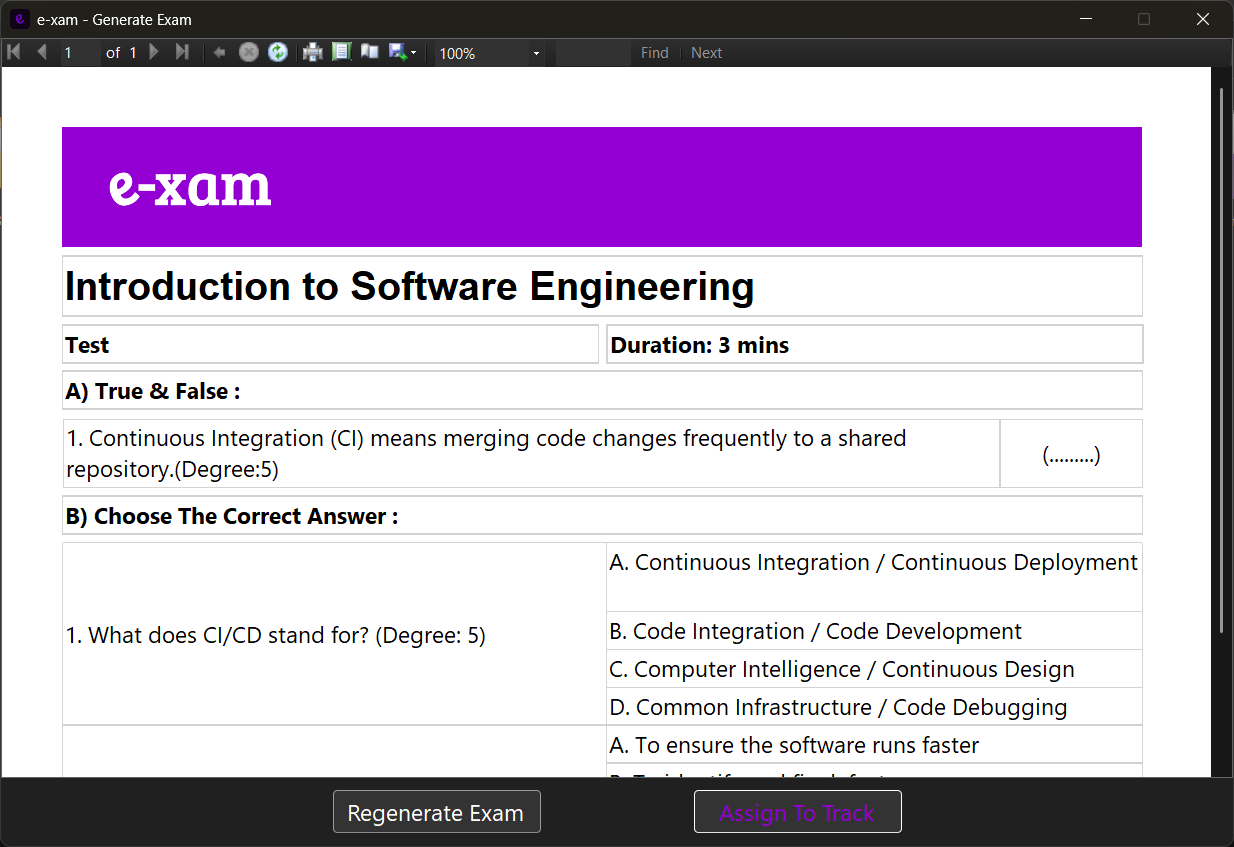 e-xam - Generate Exam
1 of 1 100% Find Next
e-xam
Introduction to Software Engineering
Test
Duration: 3 mins
A) True & False :
1. Continuous Integration (CI) means merging code changes frequently to a shared
repository.(Degree:5)
(.........)
B) Choose The Correct Answer :
1. What does CI/CD stand for? (Degree: 5)
A. Continuous Integration / Continuous Deployment
B. Code Integration / Code Development
C. Computer Intelligence / Continuous Design
D. Common Infrastructure / Code Debugging
A. To ensure the software runs faster
Regenerate Exam
Assign To Track